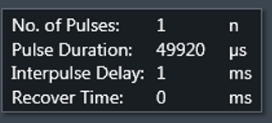 No. of Pulses: 1 n
Pulse Duration: 49920 µs
Interpulse Delay: 1 ms
Recover Time: 0 ms